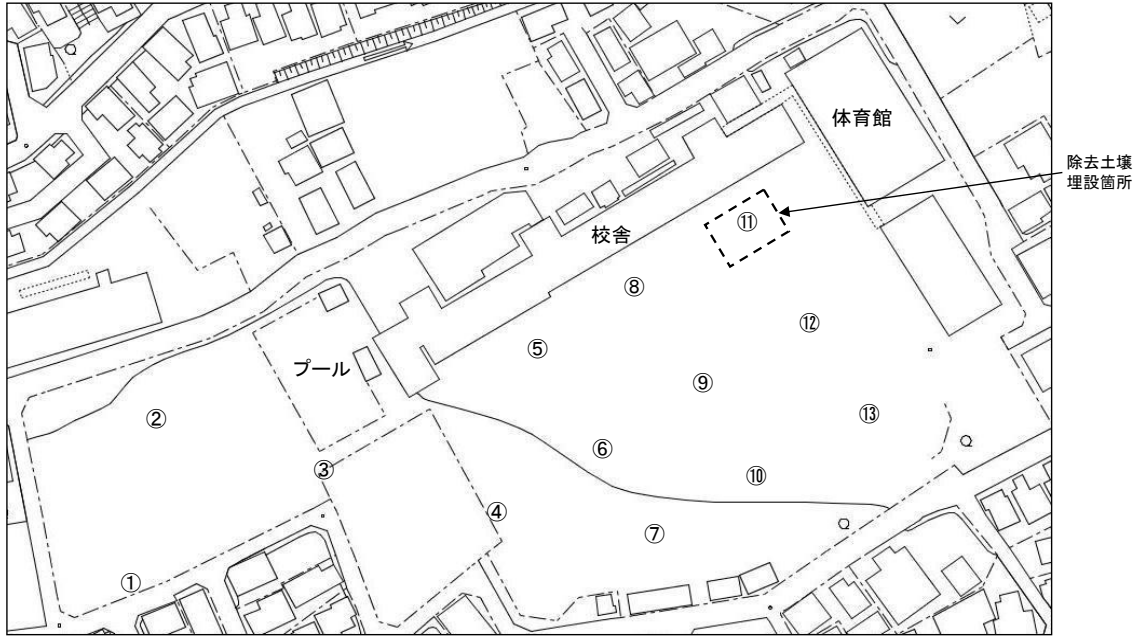 体育館
除去土壌
埋設箇所
⑪
校舎
⑧
⑫
⑤
プール
⑨
②
⑬
⑥
③
⑩
④
⑦
①